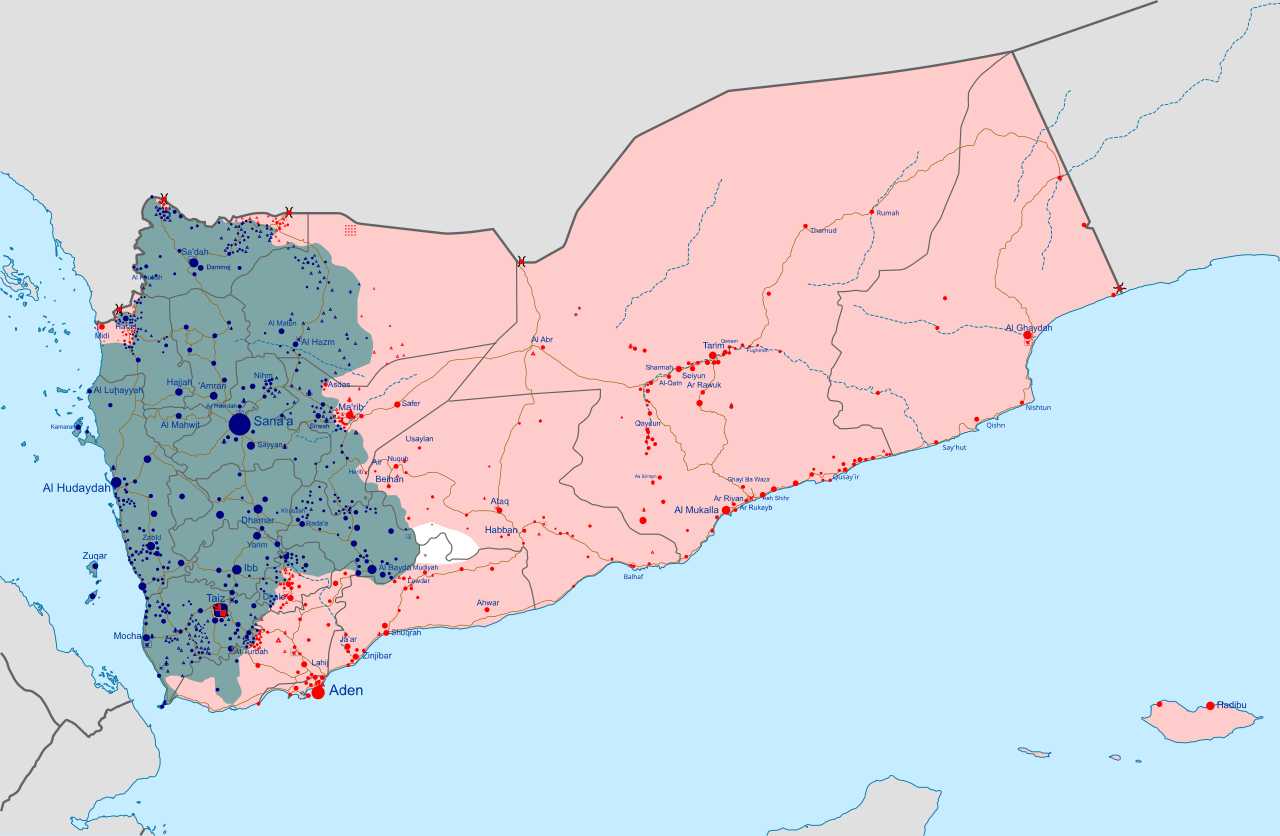 Sa'dah
Dammaj
Midi
Al Maton
Al Hazm
Al Luhayyah
Hajjah
'Amran
Nihm
Asdas
Al Mahwit
Sana'a
Sayyan
Sirwah
Ma'rib
Safer
Kamaran
Usaylan
Nuqub
Harib
Beihan
Al Hudaydah
Dhamar
Rada'a
Yarim
Zabid
Zuqar
Ibb
Al Bayda
Mudiyah
Lawdar
Taiz
Mocha
Al Turbah
Lahij
Aden
Ja'ar
Zinjibar
Shuqrah
Ahwar
Ataq
Habban
Balhaf
Al Abr
Thamud
Rumah
Tarim
Sharmah
Seiyun
Al-Qatn
Ar Rawuk
Qayzun
Ghayl Ba Wazir
Ar Riyan
Ash Shihr
Al Mukalla
Ar Rukayb
Qusay'ir
Say'hut
Qishn
Nishtun
Al Ghaydah
Hadibu